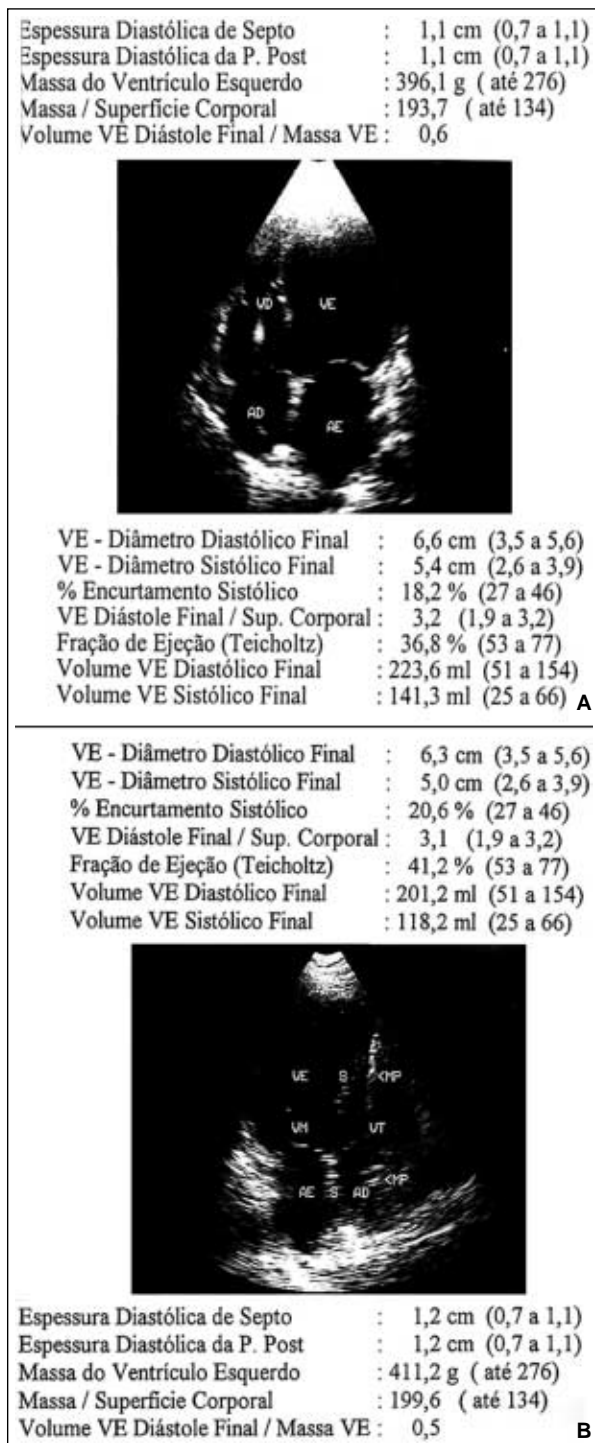 Espessura Diastólica de Septo : 1,1 cm (0,7 a 1,1)
Espessura Diastólica da P. Post : 1,1 cm (0,7 a 1,1)
Massa do Ventrículo Esquerdo : 396,1 g ( até 276)
Massa / Superfície Corporal : 193,7 ( até 134)
Volume VE Diástole Final / Massa VE : 0,6
VD VE
AD AE
VE - Diâmetro Diastólico Final : 6,6 cm (3,5 a 5,6)
VE - Diâmetro Sistólico Final : 5,4 cm (2,6 a 3,9)
% Encurtamento Sistólico : 18,2 % (27 a 46)
VE Diástole Final / Sup. Corporal : 3,2 (1,9 a 3,2)
Fração de Ejeção (Teicholtz) : 36,8 % (53 a 77)
Volume VE Diastólico Final : 223,6 ml (51 a 154)
Volume VE Sistólico Final : 141,3 ml (25 a 66) A
VE - Diâmetro Diastólico Final : 6,3 cm (3,5 a 5,6)
VE - Diâmetro Sistólico Final : 5,0 cm (2,6 a 3,9)
% Encurtamento Sistólico : 20,6 % (27 a 46)
VE Diástole Final / Sup. Corporal : 3,1 (1,9 a 3,2)
Fração de Ejeção (Teicholtz) : 41,2 % (53 a 77)
Volume VE Diastólico Final : 201,2 ml (51 a 154)
Volume VE Sistólico Final : 118,2 ml (25 a 66)
VE S <MP
VM VT
AE S AD <MP
Espessura Diastólica de Septo : 1,2 cm (0,7 a 1,1)
Espessura Diastólica da P. Post : 1,2 cm (0,7 a 1,1)
Massa do Ventrículo Esquerdo : 411,2 g ( até 276)
Massa / Superfície Corporal : 199,6 ( até 134)
Volume VE Diástole Final / Massa VE : 0,5 B